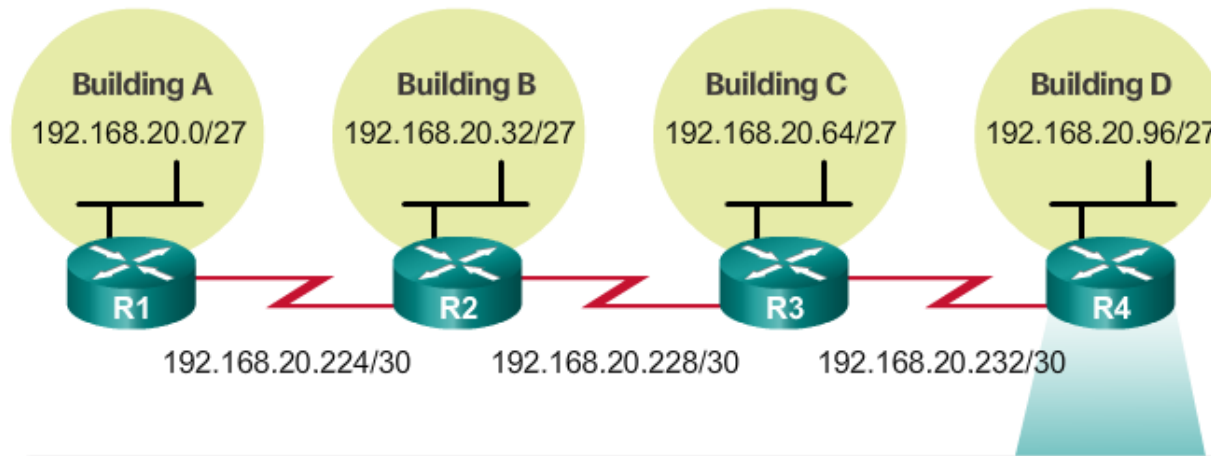 Building A
192.168.20.0/27
Building B
192.168.20.32/27
Building C
192.168.20.64/27
Building D
192.168.20.96/27
R1
R2
R3
R4
192.168.20.224/30
192.168.20.228/30
192.168.20.232/30